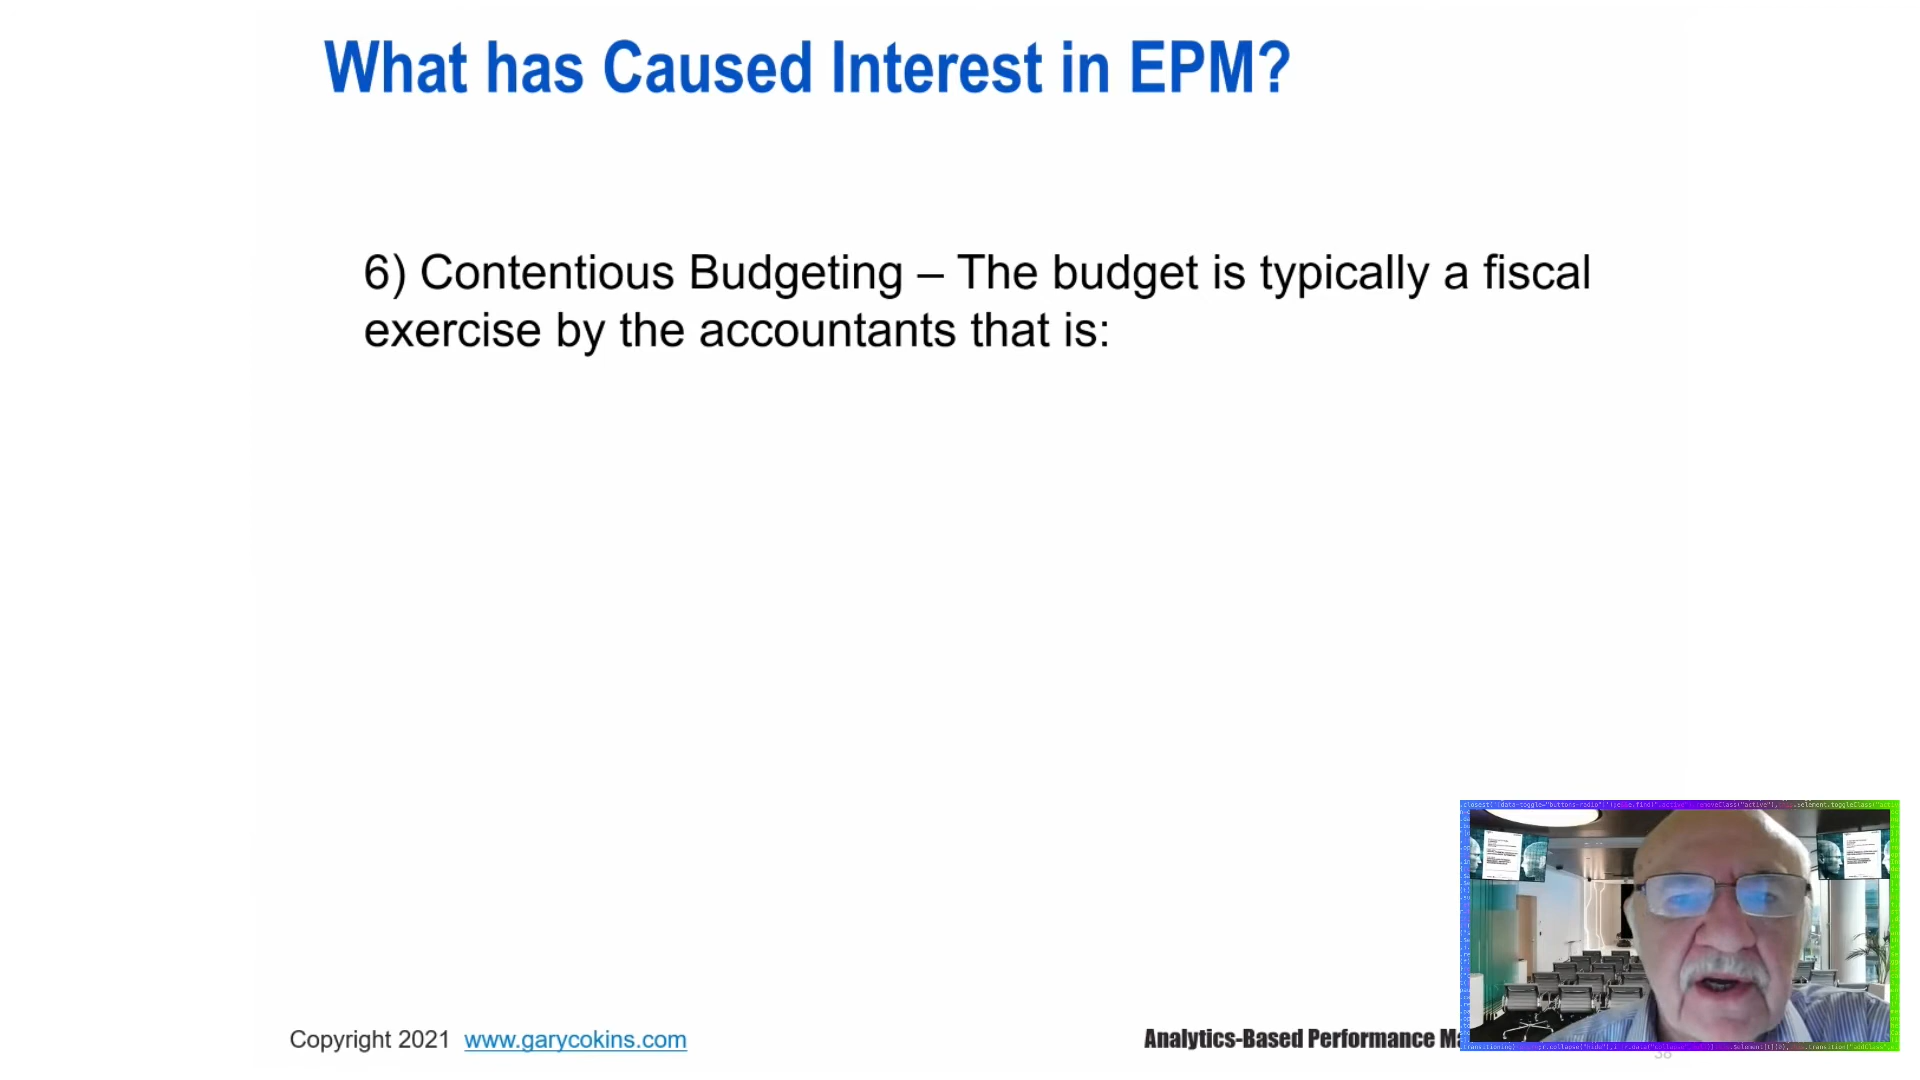 What has Caused Interest in EPM?
6) Contentious Budgeting – The budget is typically a fiscal
exercise by the accountants that is:
Copyright 2021 www.garycokins.com
Analytics-Based Performance
38